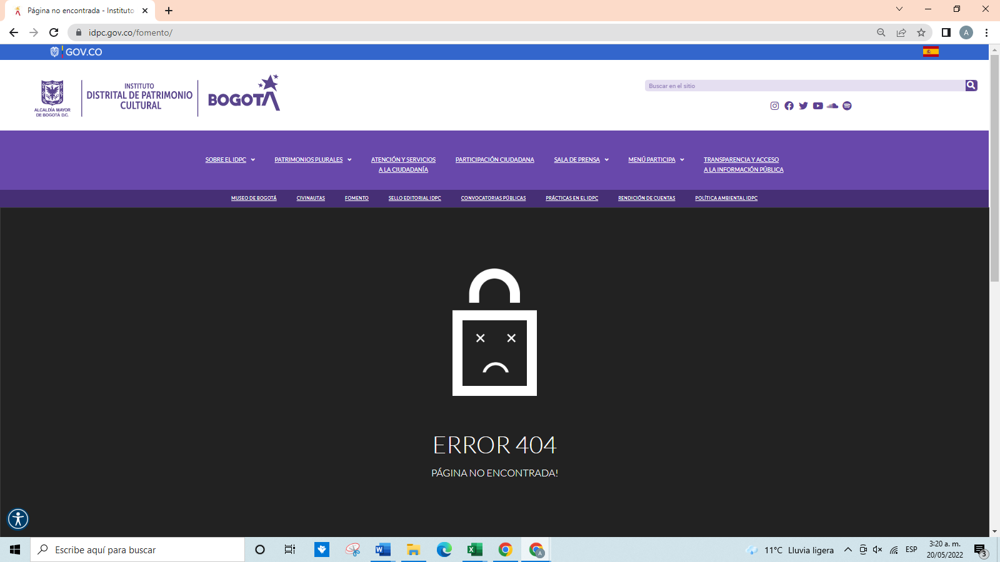 Página no encontrada - Instituto
idpc.gov.co/fomento/
A
GOV.CO
ALCALDÍA MAYOR
DE BOGOTÁ D.C.
INSTITUTO
DISTRITAL DE PATRIMONIO
CULTURAL
BOGOTÁ
Buscar en el sitio
SOBRE EL IDPC
PATRIMONIOS PLURALES
ATENCIÓN Y SERVICIOS
A LA CIUDADANÍA
PARTICIPACIÓN CIUDADANA
SALA DE PRENSA
MENÚ PARTICIPA
TRANSPARENCIA Y ACCESO
A LA INFORMACIÓN PÚBLICA
MUSEO DE BOGOTÁ
CIVINAUTAS
FOMENTO
SELLO EDITORIAL IDPC
CONVOCATORIAS PÚBLICAS
PRÁCTICAS EN EL IDPC
RENDICIÓN DE CUENTAS
POLÍTICA AMBIENTAL IDPC
ERROR 404
PÁGINA NO ENCONTRADA!
Escribe aquí para buscar
W
X
A
11°C Lluvia ligera
ESP
3:20 a. m.
20/05/2022
3